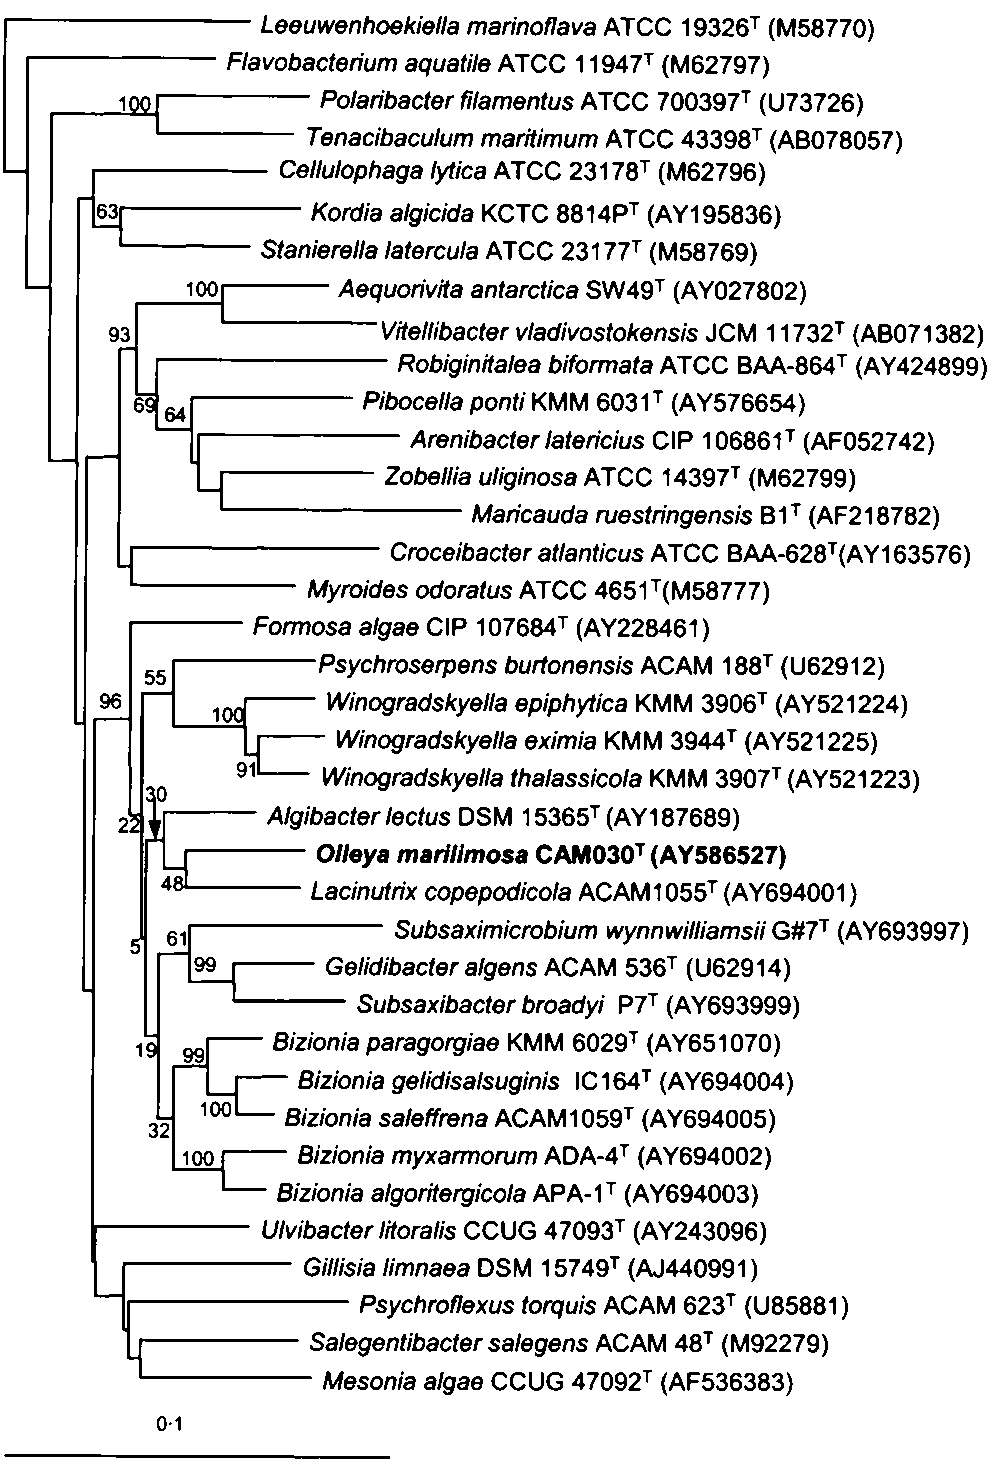 Leeuwenhoekiella marinoflava ATCC 19326ᵀ (M58770)
Flavobacterium aquatile ATCC 11947ᵀ (M62797)
100
Polaribacter filamentus ATCC 700397ᵀ (U73726)
Tenacibaculum maritimum ATCC 43398ᵀ (AB078057)
Cellulophaga lytica ATCC 23178ᵀ (M62796)
63
Kordia algicida KCTC 8814Pᵀ (AY195836)
Stanierella latercula ATCC 23177ᵀ (M58769)
100
Aequorivita antarctica SW49ᵀ (AY027802)
93
Vitellibacter vladivostokensis JCM 11732ᵀ (AB071382)
Robiginitalea biformata ATCC BAA-864ᵀ (AY424899)
69
64
Pibocella ponti KMM 6031ᵀ (AY576654)
Arenibacter latericius CIP 106861ᵀ (AF052742)
Zobellia uliginosa ATCC 14397ᵀ (M62799)
Maricauda ruestringensis B1ᵀ (AF218782)
Croceibacter atlanticus ATCC BAA-628ᵀ(AY163576)
Myroides odoratus ATCC 4651ᵀ(M58777)
Formosa algae CIP 107684ᵀ (AY228461)
55
Psychroserpens burtonensis ACAM 188ᵀ (U62912)
96
Winogradskyella epiphytica KMM 3906ᵀ (AY521224)
100
Winogradskyella eximia KMM 3944ᵀ (AY521225)
91
Winogradskyella thalassicola KMM 3907ᵀ (AY521223)
30
22
Algibacter lectus DSM 15365ᵀ (AY187689)
Olleya marilimosa CAM030ᵀ (AY586527)
48
Lacinutrix copepodicola ACAM1055ᵀ (AY694001)
5
61
Subsaximicrobium wynnwilliamsii G#7ᵀ (AY693997)
99
Gelidibacter algens ACAM 536ᵀ (U62914)
Subsaxibacter broadyi P7ᵀ (AY693999)
19
99
Bizionia paragorgiae KMM 6029ᵀ (AY651070)
Bizionia gelidisalsuginis IC164ᵀ (AY694004)
100
Bizionia saleffrena ACAM1059ᵀ (AY694005)
32
100
Bizionia myxarmorum ADA-4ᵀ (AY694002)
Bizionia algoritergicola APA-1ᵀ (AY694003)
Ulvibacter litoralis CCUG 47093ᵀ (AY243096)
Gillisia limnaea DSM 15749ᵀ (AJ440991)
Psychroflexus torquis ACAM 623ᵀ (U85881)
Salegentibacter salegens ACAM 48ᵀ (M92279)
Mesonia algae CCUG 47092ᵀ (AF536383)
0·1